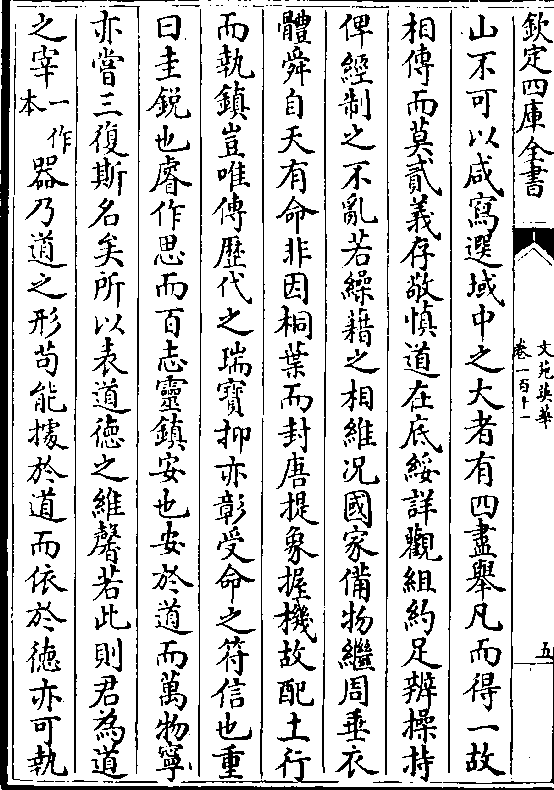 欽定四庫全書
文苑英華
卷一百十一
五
山不可以咸寫選域中之大者有四盡舉凡而得一故
相傳而莫貳義存敬慎道在底綏詳觀組約足辨操持
俾經制之不亂若繅藉之相維况國家備物繼周垂衣
體舜自天有命非因桐葉而封唐提象握機故配土行
而執鎮豈唯傳歴代之瑞寳抑亦彰受命之符信也重
曰圭鋭也睿作思而百志靈鎮安也安於道而萬物寧
亦嘗三復斯名矣所以表道徳之維馨若此則君為道
之宰一作本器乃道之形苟能據於道而依於徳亦可執